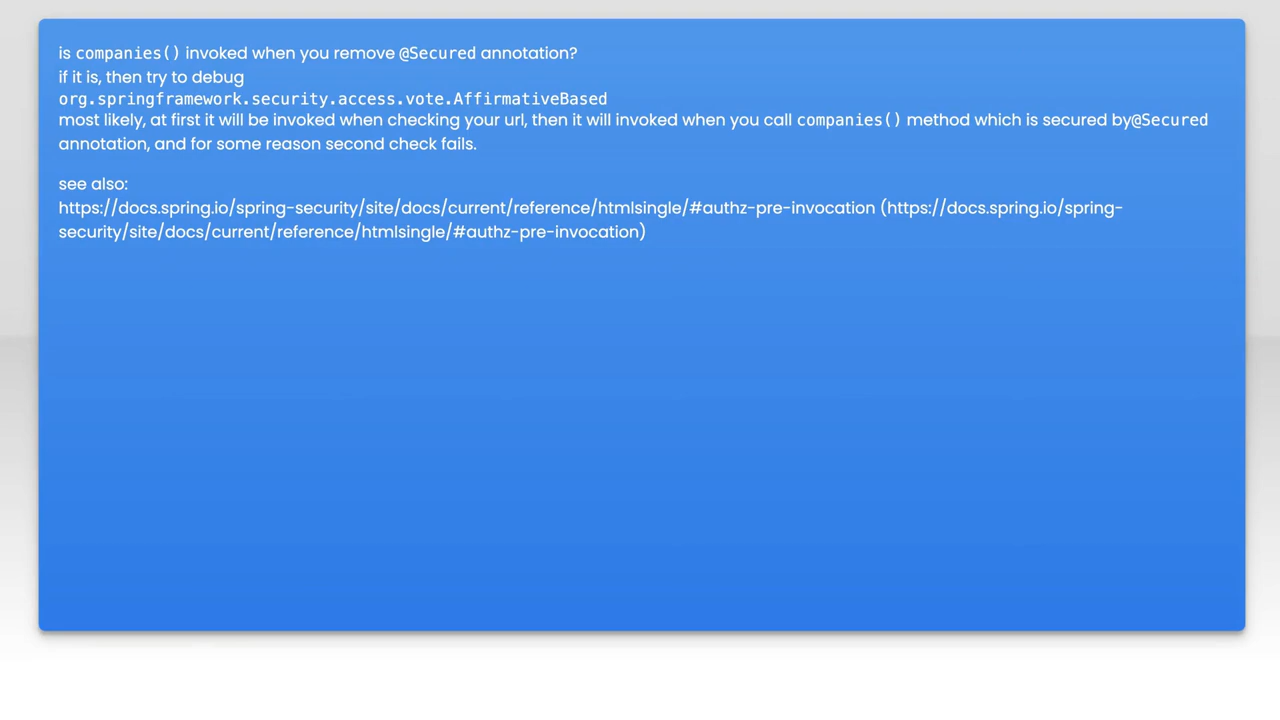 is companies() invoked when you remove @Secured annotation?
if it is, then try to debug
org.springframework.security.access.vote.AffirmativeBased
most likely, at first it will be invoked when checking your url, then it will invoked when you call companies() method which is secured by@Secured
annotation, and for some reason second check fails.
see also:
https://docs.spring.io/spring-security/site/docs/current/reference/htmlsingle/#authz-pre-invocation (https://docs.spring.io/spring-
security/site/docs/current/reference/htmlsingle/#authz-pre-invocation)